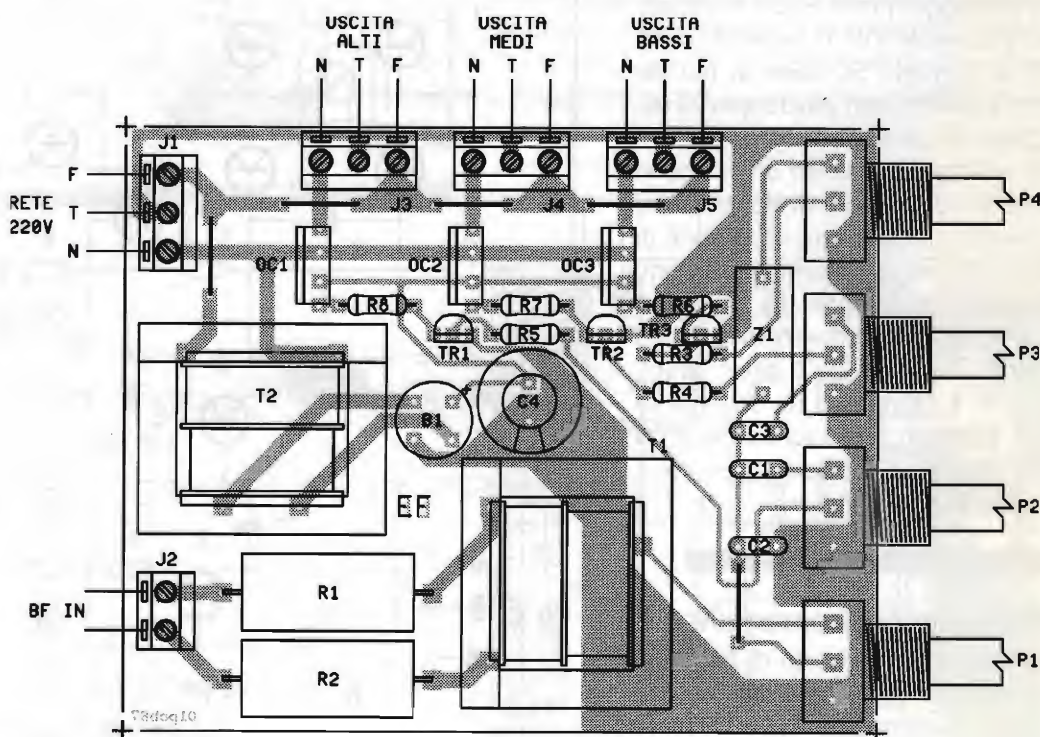 USCITA
ALTI
USCITA
MEDI
USCITA
BASSI
N T F
N T F
N T F
J1
F
RETE
220V
T
N
J3
J4
J5
P4
OC1
OC2
OC3
R8
R7
R6
TR1
R5
TR2
TR3
R3
Z1
P3
T2
B1
+
C4
R4
C3
T1
C1
P2
C2
J2
BF IN
R1
R2
P1